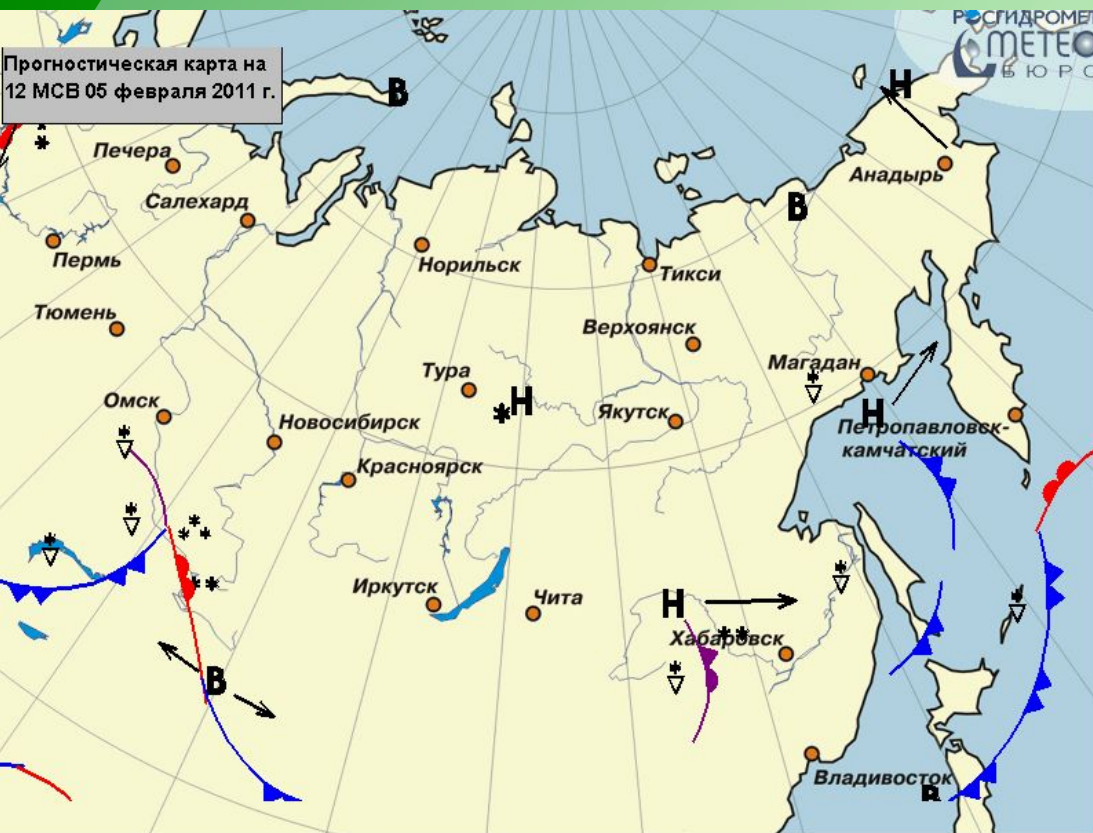 РОСГИДРОМЕТ
МЕТЕО
БЮРО
Прогностическая карта на
12 МСВ 05 февраля 2011 г.
В
Н
Печера
Анадырь
Салехард
В
Пермь
Норильск
Тикси
Тюмень
Верхоянск
Магадан
Тура
Н
Омск
Якутск
Н
Новосибирск
Петропавловск-
камчатский
Красноярск
Иркутск
Чита
Н
Хабаровск
В
Владивосток
В